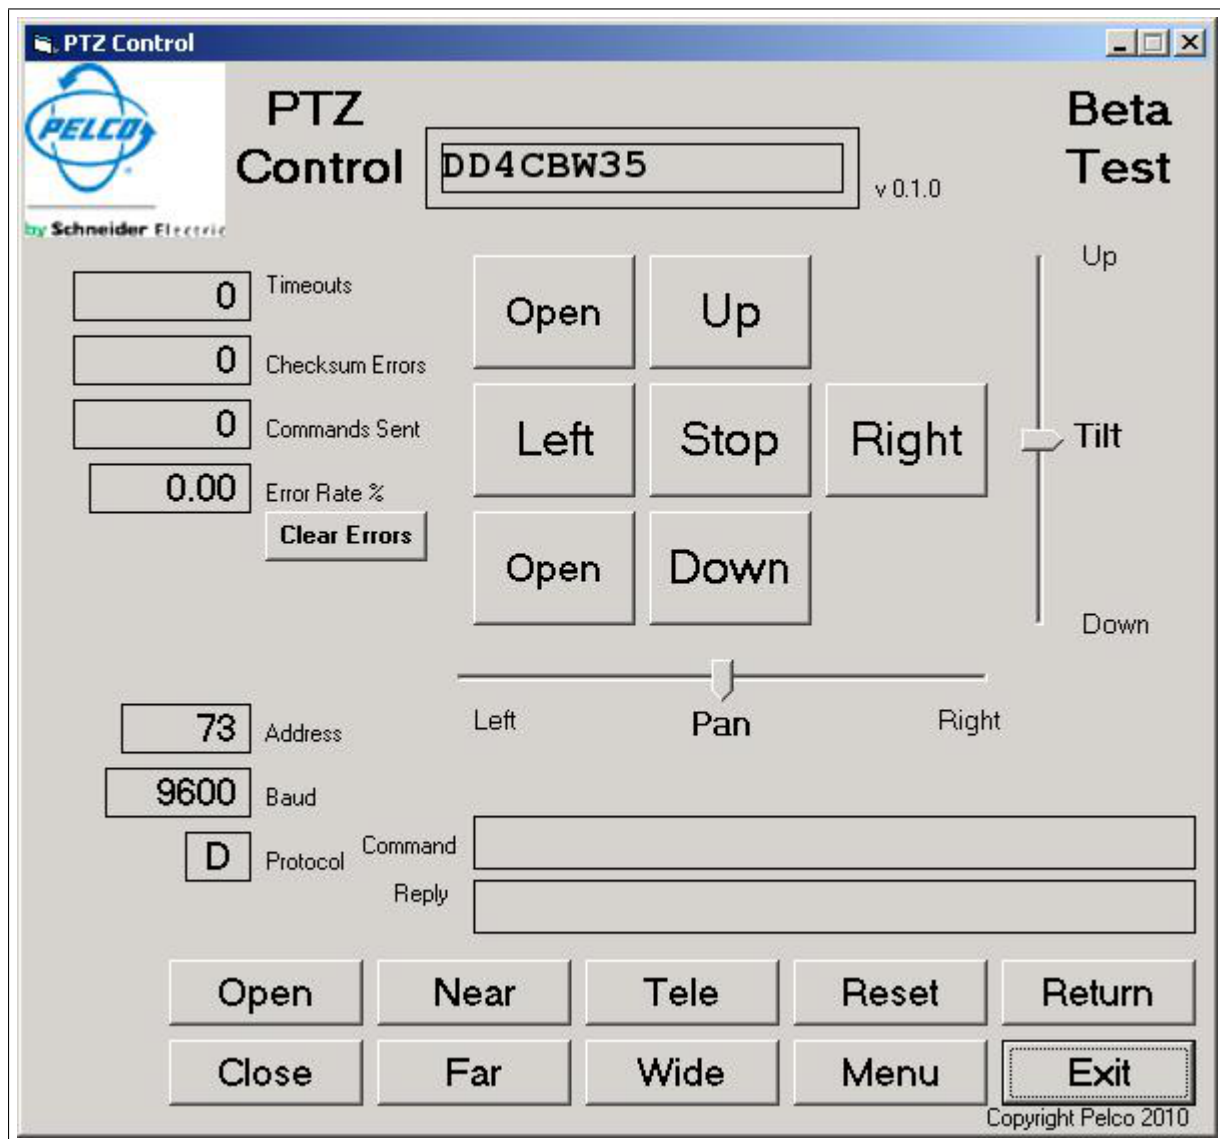 PTZ Control
PELCO
by Schneider Electric
PTZ
Control
DD4CBW35
v 0.1.0
Beta
Test
0 Timeouts
0 Checksum Errors
0 Commands Sent
0.00 Error Rate %
Clear Errors
Open Up
Left Stop Right
Open Down
Up
Tilt
Down
Left Pan Right
73 Address
9600 Baud
D Protocol
Command
Reply
Open Near Tele Reset Return
Close Far Wide Menu Exit
Copyright Pelco 2010